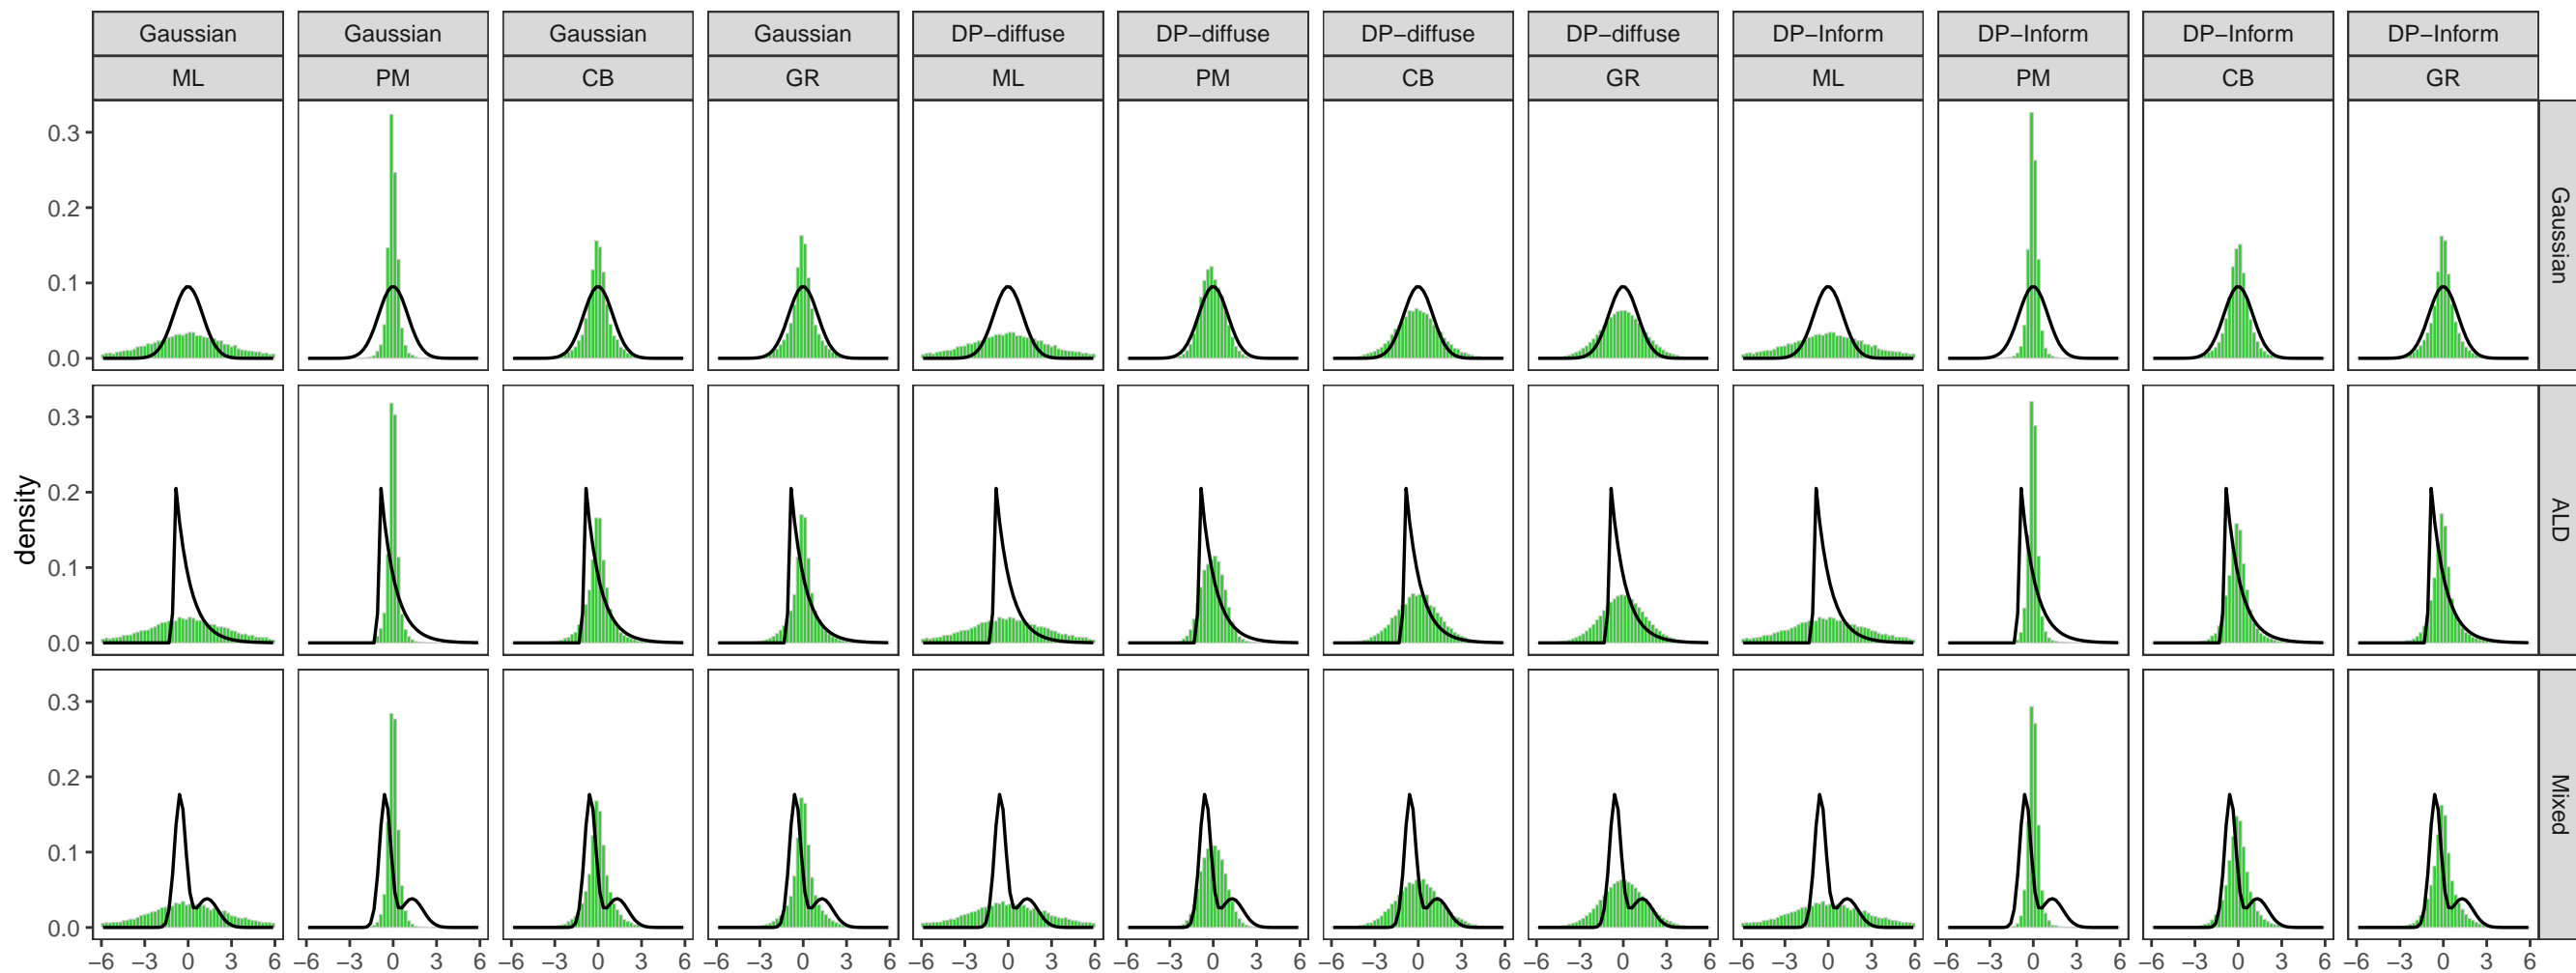 Gaussian Gaussian Gaussian Gaussian DP−diffuse DP−diffuse DP−diffuse DP−diffuse DP−Inform DP−Inform DP−Inform DP−Inform
ML PM CB GR ML PM CB GR ML PM CB GR
0.3
0.2
0.1
0.0
Gaussian
0.3
0.2
0.1
0.0
ALD
density
0.3
0.2
0.1
0.0
Mixed
−6 −3 0 3 6 −6 −3 0 3 6 −6 −3 0 3 6 −6 −3 0 3 6 −6 −3 0 3 6 −6 −3 0 3 6 −6 −3 0 3 6 −6 −3 0 3 6 −6 −3 0 3 6 −6 −3 0 3 6 −6 −3 0 3 6 −6 −3 0 3 6